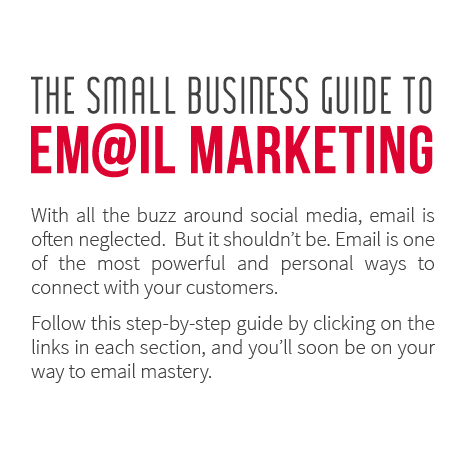 THE SMALL BUSINESS GUIDE TO
EM@IL MARKETING
With all the buzz around social media, email is
often neglected.  But it shouldn't be. Email is one
of the most powerful and personal ways to
connect with your customers.
Follow this step-by-step guide by clicking on the
links in each section, and you'll soon be on your
way to email mastery.